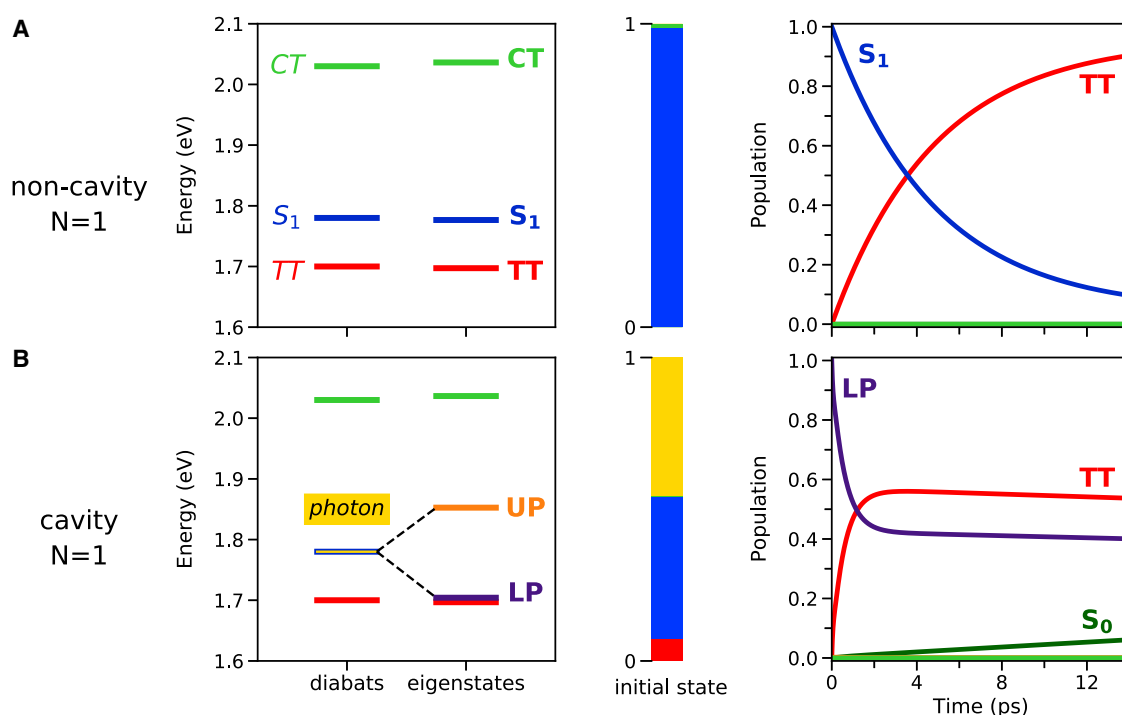 A
non-cavity
N=1
Energy (eV)
2.1
2.0
1.9
1.8
1.7
1.6
CT
S1
TT
CT
S1
TT
1
0
Population
1.0
0.8
0.6
0.4
0.2
0.0
S1
TT
B
cavity
N=1
Energy (eV)
2.1
2.0
1.9
1.8
1.7
1.6
photon
UP
LP
diabats
eigenstates
1
0
initial state
Population
1.0
0.8
0.6
0.4
0.2
0.0
LP
TT
S0
0 4 8 12
Time (ps)